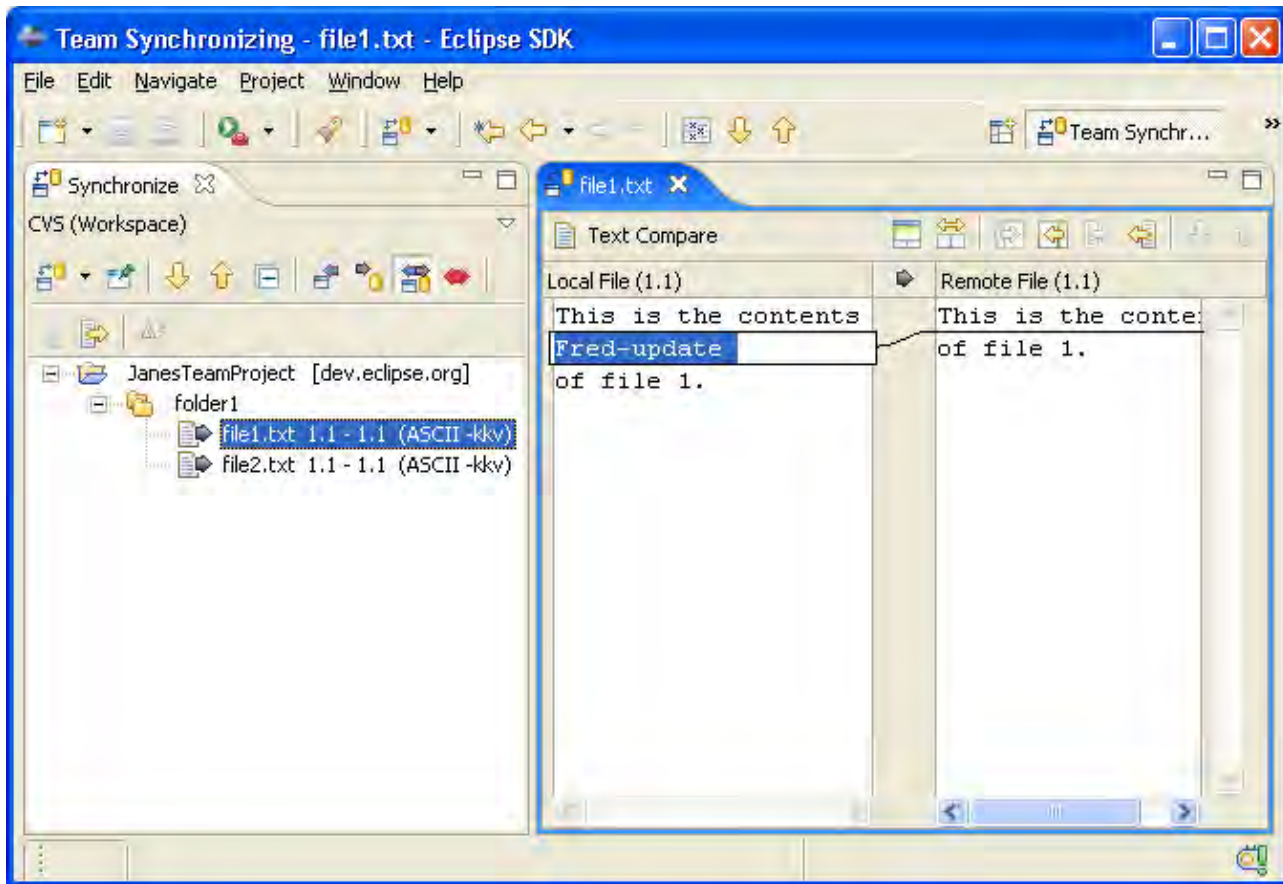 Team Synchronizing - file1.txt - Eclipse SDK
File Edit Navigate Project Window Help
Team Synchr...
Synchronize
CVS (Workspace)
JanesTeamProject [dev.eclipse.org]
folder1
file1.txt 1.1 - 1.1 (ASCII -kkv)
file2.txt 1.1 - 1.1 (ASCII -kkv)
file1.txt
Text Compare
Local File (1.1)
This is the contents
Fred-update
of file 1.
Remote File (1.1)
This is the conte
of file 1.